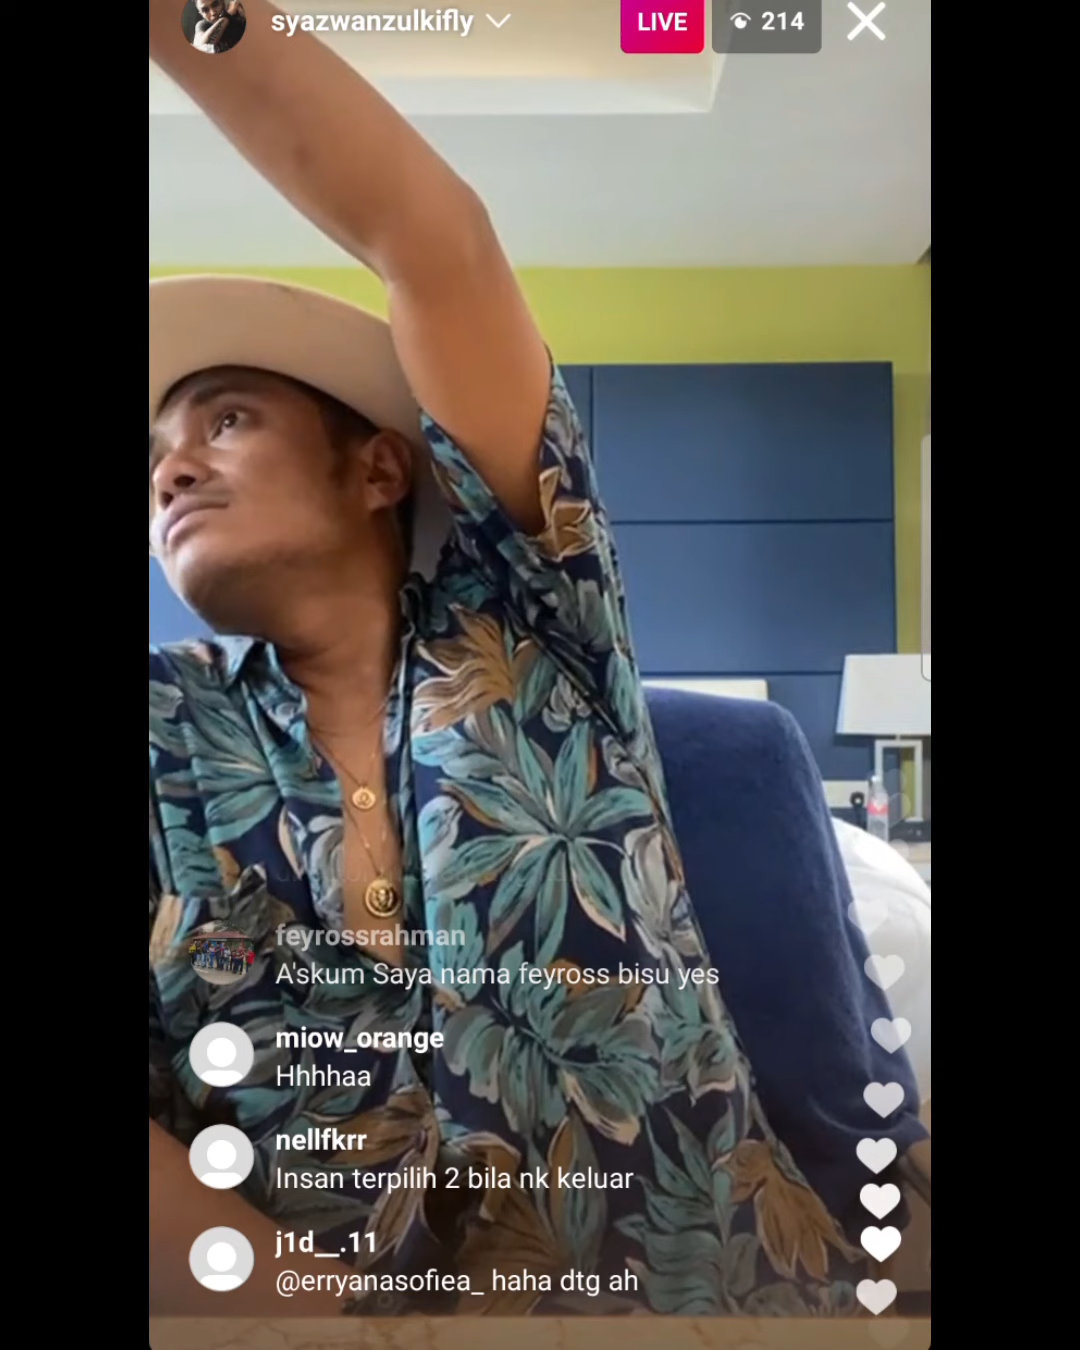 syazwanzulkifly
LIVE
214
feyrossrahman
A'skum Saya nama feyross bisu yes
miow_orange
Hhhhaa
nellfkrr
Insan terpilih 2 bila nk keluar
j1d__.11
@erryanasofiea_ haha dtg ah